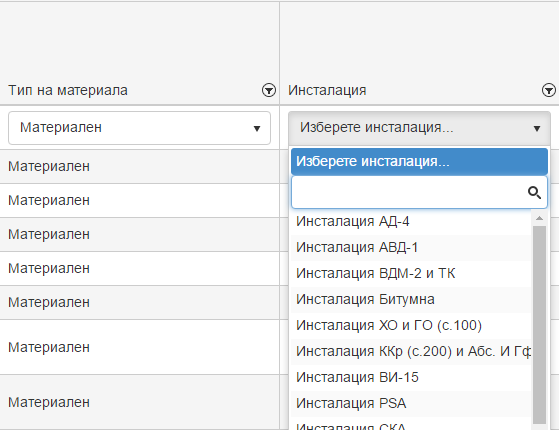 Тип на материала
Инсталация
Материален
Изберете инсталация...
Изберете инсталация...
Материален
Материален
Материален
Материален
Материален
Материален
Материален
Инсталация АД-4
Инсталация АВД-1
Инсталация ВДМ-2 и ТК
Инсталация Битумна
Инсталация ХО и ГО (с.100)
Инсталация ККр (с.200) и Абс. И Гф
Инсталация ВИ-15
Инсталация PSA
Инсталация СКА